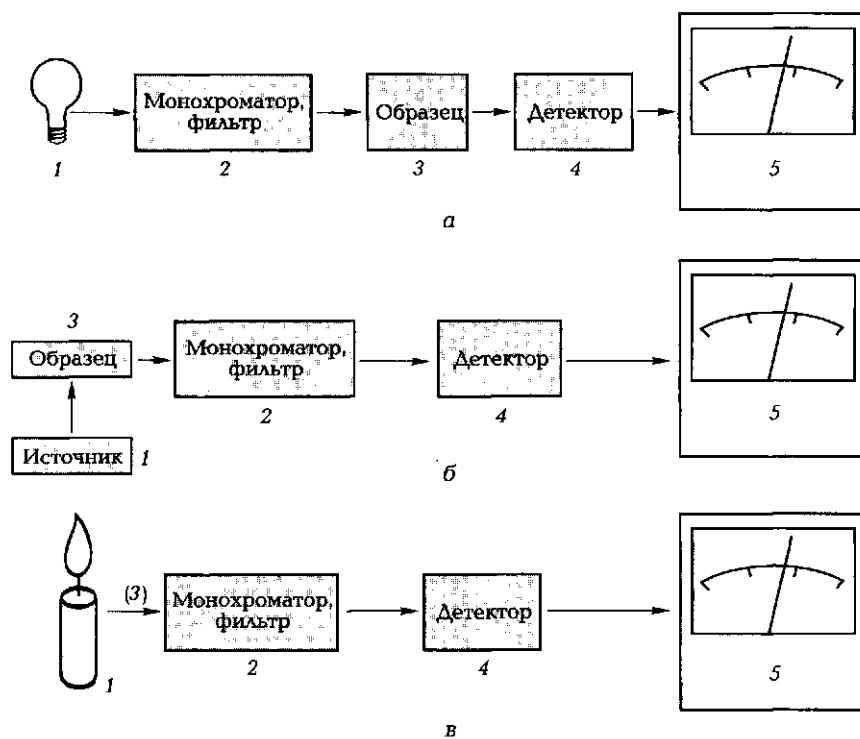 Монохроматор,
фильтр
Образец
Детектор
1
2
3
4
5
а
3
Образец
Монохроматор,
фильтр
Детектор
2
4
5
Источник 1
б
(3)
Монохроматор,
фильтр
Детектор
1
2
4
5
в